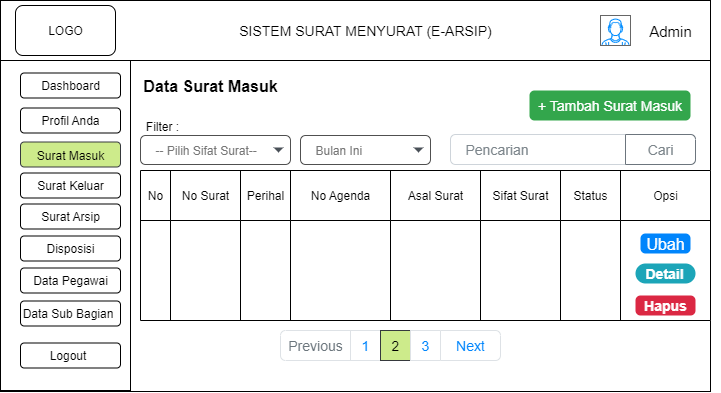 LOGO
SISTEM SURAT MENYURAT (E-ARSIP)
Admin
Dashboard
Profil Anda
Surat Masuk
Surat Keluar
Surat Arsip
Disposisi
Data Pegawai
Data Sub Bagian
Logout
Data Surat Masuk
+ Tambah Surat Masuk
Filter :
-- Pilih Sifat Surat--
Bulan Ini
Pencarian
Cari
No No Surat Perihal No Agenda Asal Surat Sifat Surat Status Opsi
Ubah
Detail
Hapus
Previous 1 2 3 Next